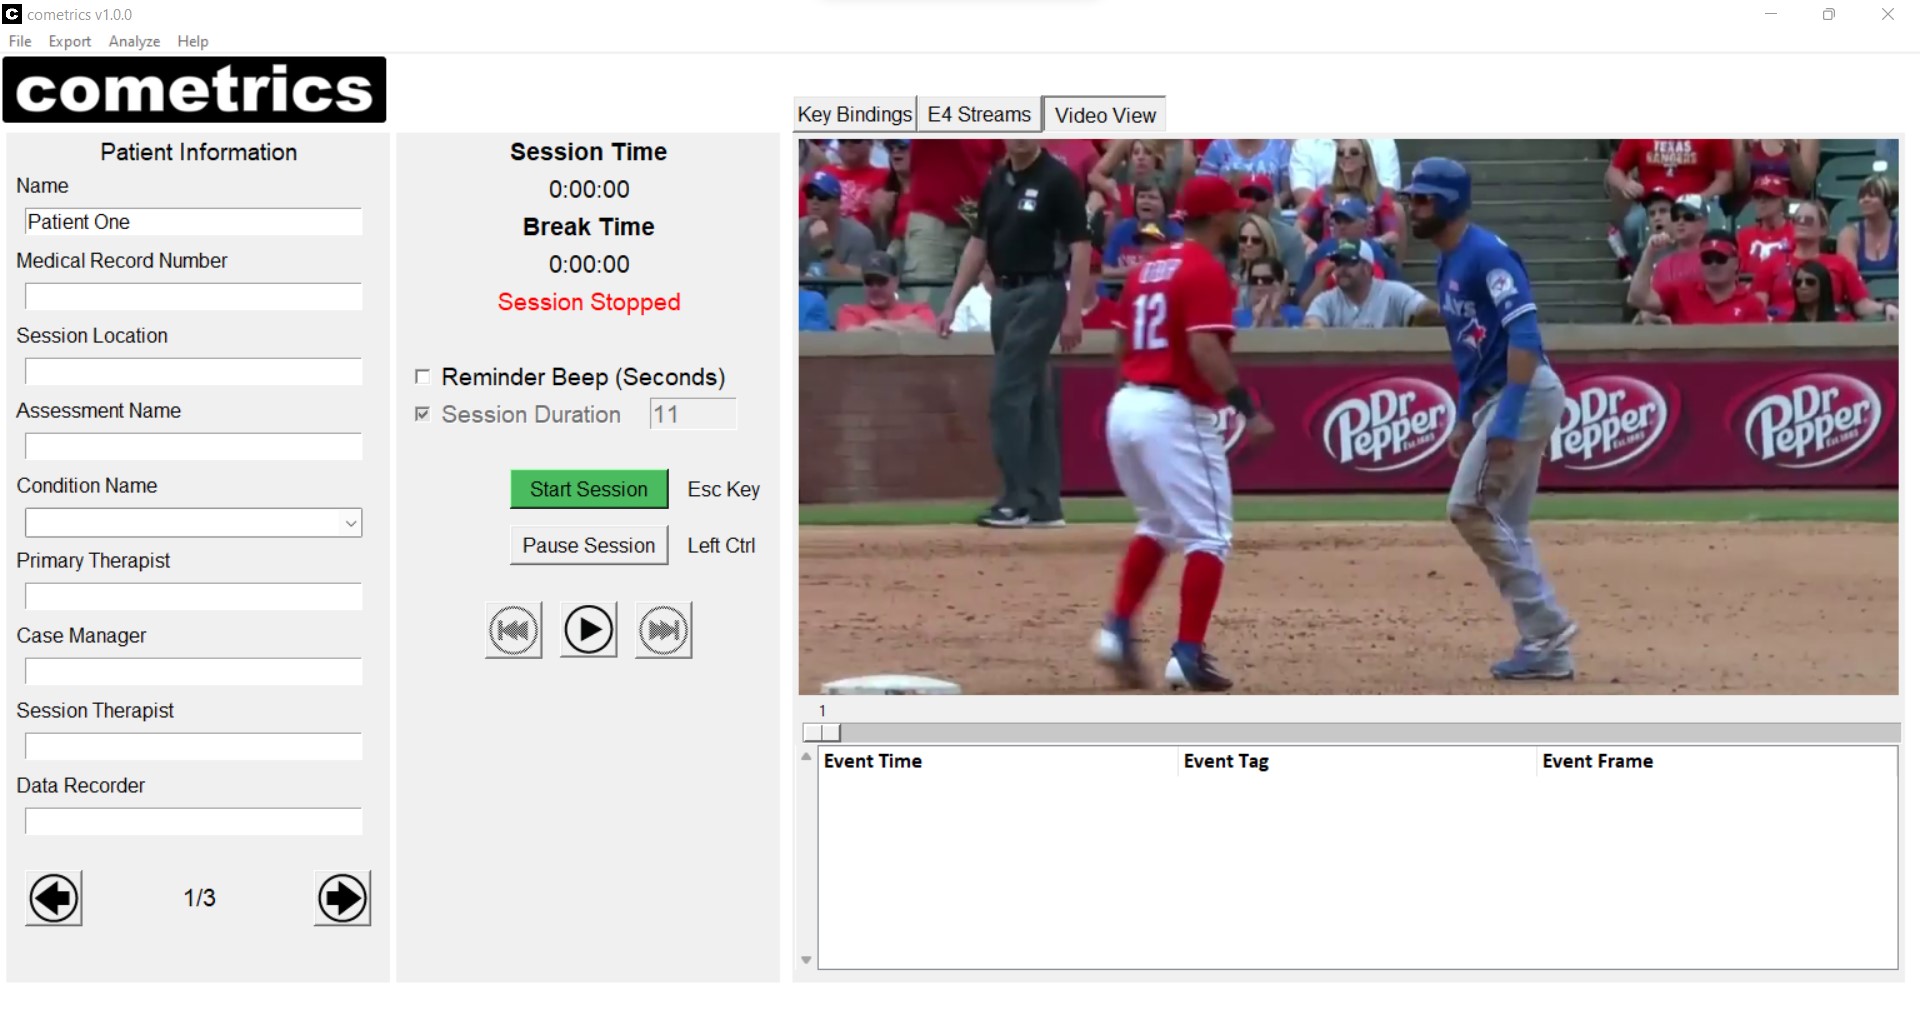 cometrics v1.0.0
File Export Analyze Help
cometrics
Patient Information
Name
Patient One
Medical Record Number
Session Location
Assessment Name
Condition Name
Primary Therapist
Case Manager
Session Therapist
Data Recorder
1/3
Session Time
0:00:00
Break Time
0:00:00
Session Stopped
Reminder Beep (Seconds)
Session Duration 11
Start Session Esc Key
Pause Session Left Ctrl
Key Bindings E4 Streams Video View
TEXAS
RANGERS
12
Dr Pepper
Dr Pepper
Dr Pepper
1
Event Time Event Tag Event Frame